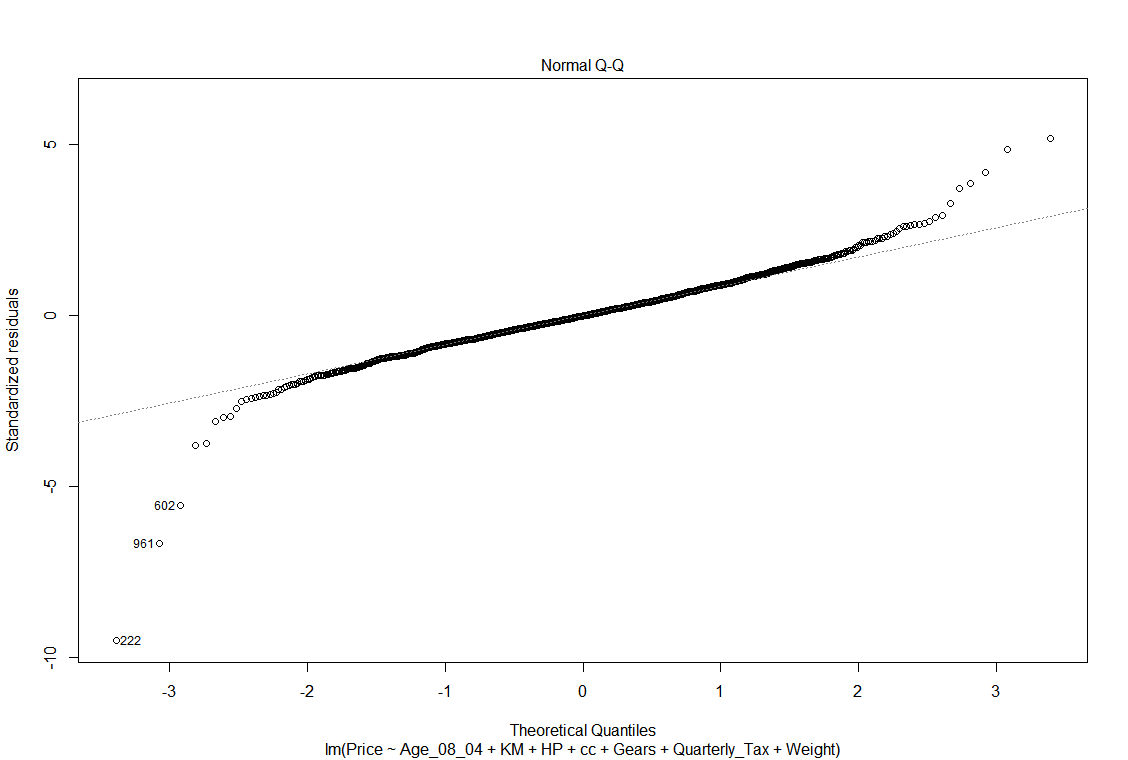 Normal Q-Q
5
0
-5
-10
Standardized residuals
602
961
222
-3 -2 -1 0 1 2 3
Theoretical Quantiles
lm(Price ~ Age_08_04 + KM + HP + cc + Gears + Quarterly_Tax + Weight)